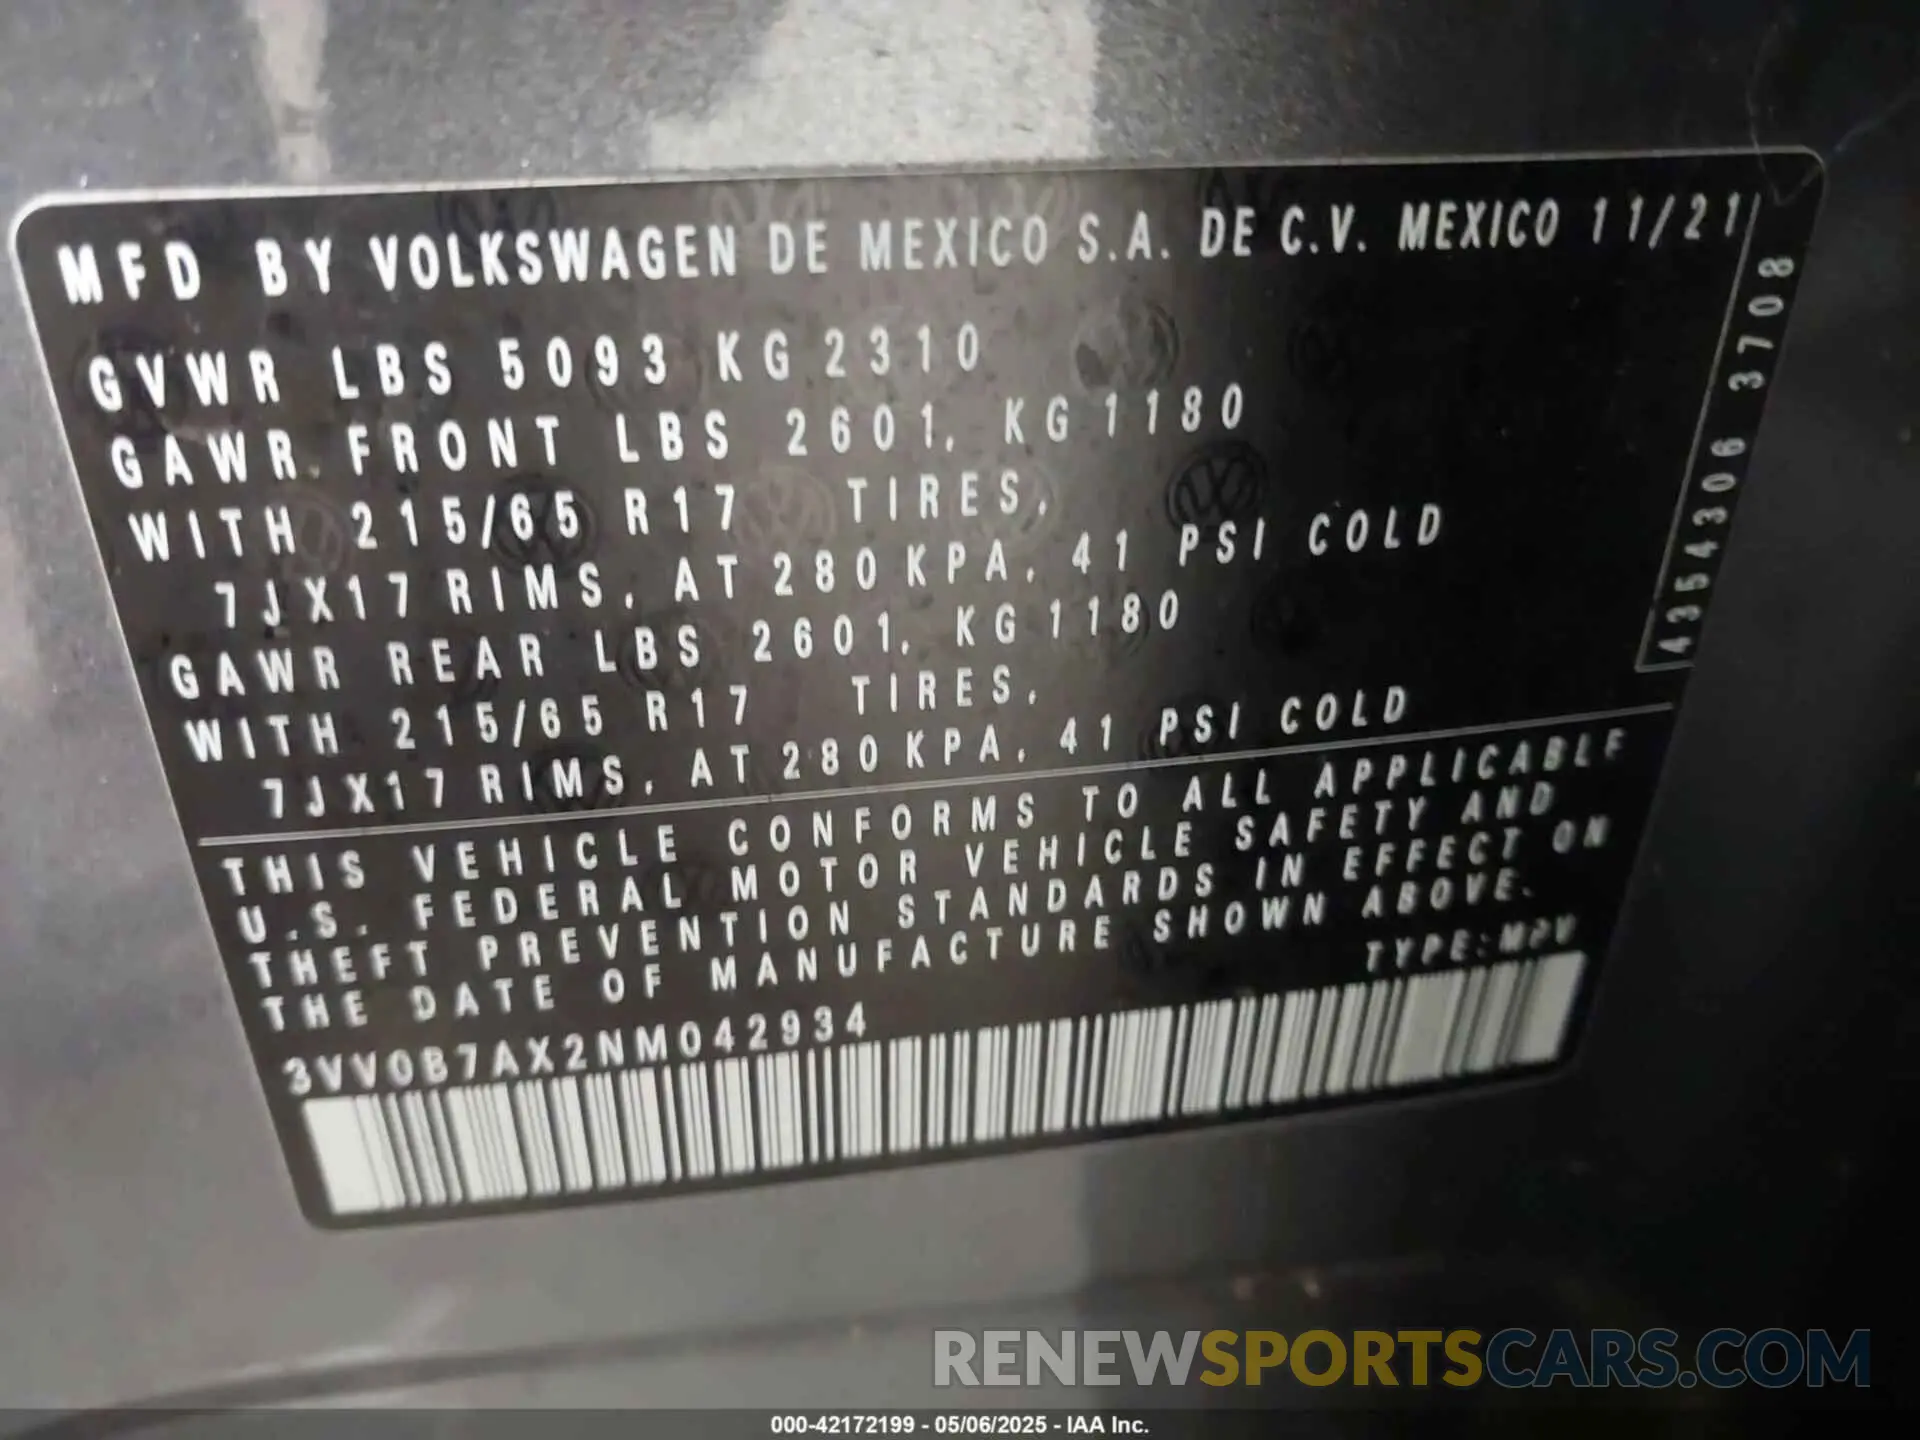 MFD BY VOLKSWAGEN DE MEXICO S.A. DE C.V. MEXICO 11/21
GVWR LBS 5093 KG 2310
GAWR FRONT LBS 2601, KG 1180
WITH 215/65 R17 TIRES,
7JX17 RIMS, AT 280 KPA, 41 PSI COLD
GAWR REAR LBS 2601, KG 1180
WITH 215/65 R17 TIRES,
7JX17 RIMS, AT 280 KPA, 41 PSI COLD
4354306 3708
THIS VEHICLE CONFORMS TO ALL APPLICABLE
U.S. FEDERAL MOTOR VEHICLE SAFETY AND
THEFT PREVENTION STANDARDS IN EFFECT ON
THE DATE OF MANUFACTURE SHOWN ABOVE.
TYPE: MPV
3VV0B7AX2NM042934
RENEWSPORTSCARS.COM
000-42172199 - 05/06/2025 - IAA Inc.